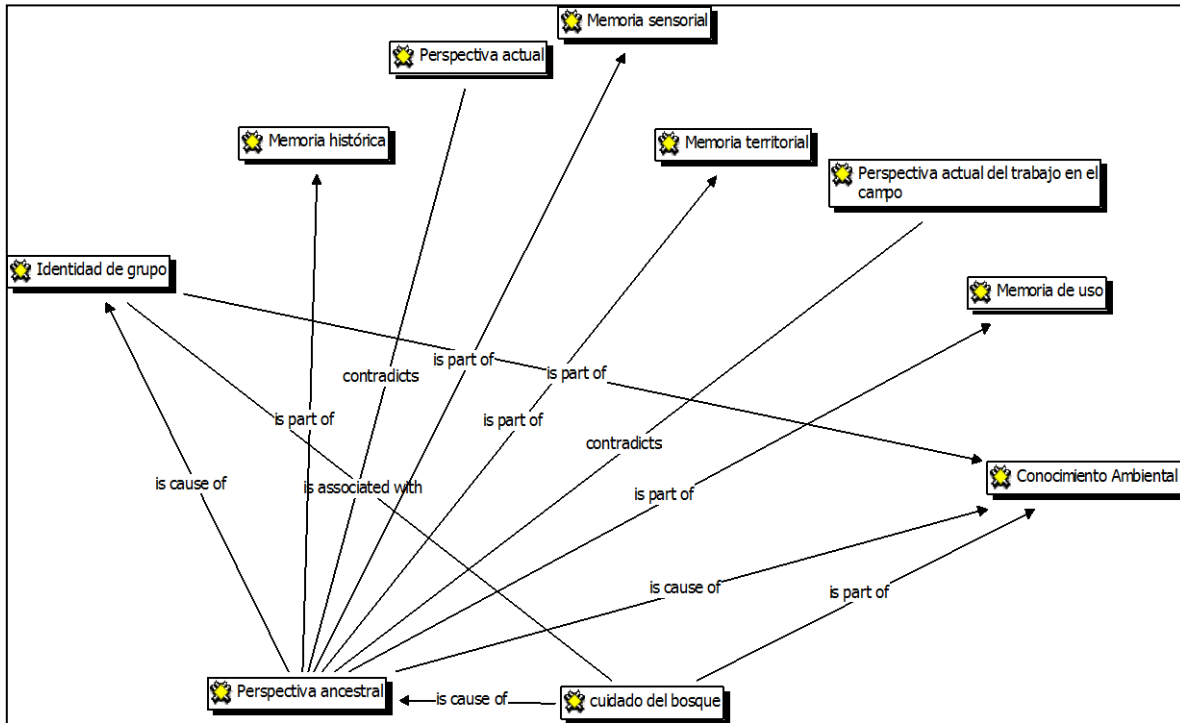 Memoria sensorial
Perspectiva actual
Memoria histórica
Memoria territorial
Perspectiva actual del trabajo en el
campo
Identidad de grupo
Memoria de uso
is part of
is part of
contradicts
is part of
is part of
contradicts
is cause of
is associated with
is part of
Conocimiento Ambiental
is cause of
is part of
Perspectiva ancestral
is cause of
cuidado del bosque